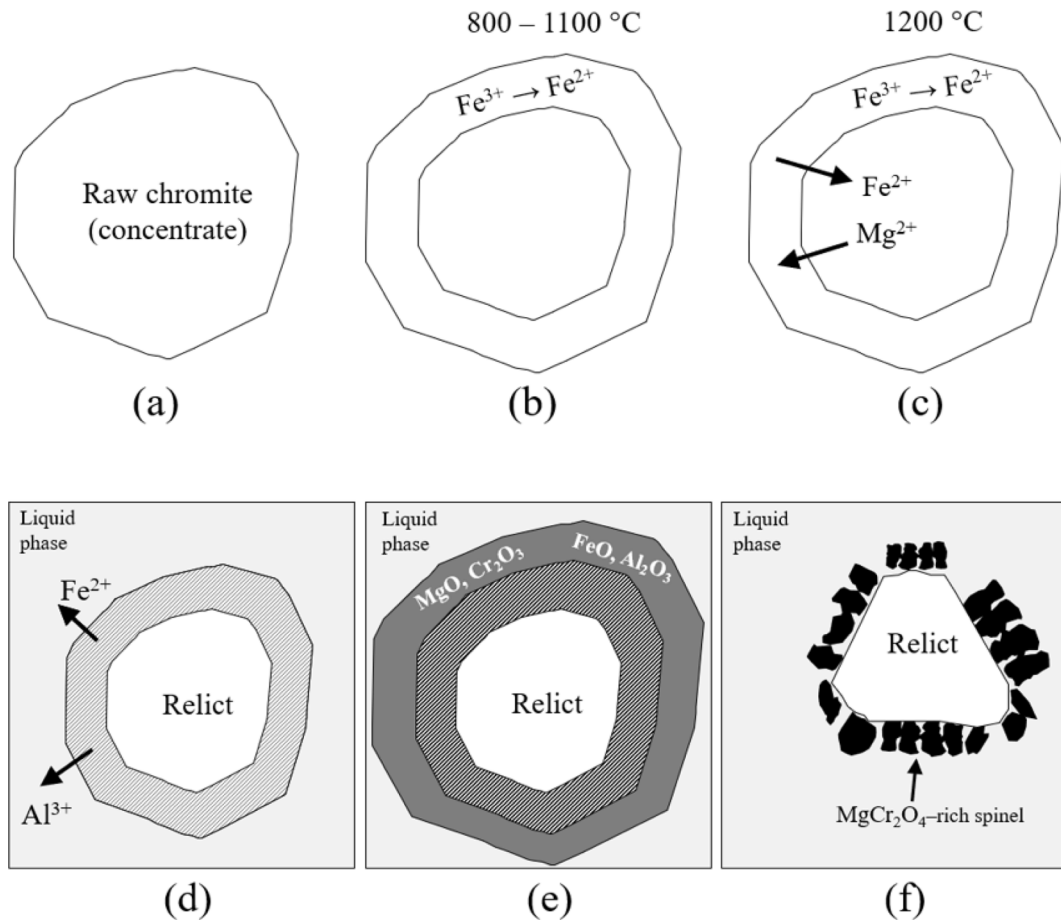 800 – 1100 °C
1200 °C
Raw chromite
(concentrate)
Fe³⁺ → Fe²⁺
Fe³⁺ → Fe²⁺
Fe²⁺
Mg²⁺
(a)
(b)
(c)
Liquid
phase
Fe²⁺
Relict
Al³⁺
Liquid
phase
MgO, Cr₂O₃
FeO, Al₂O₃
Relict
Liquid
phase
Relict
MgCr₂O₄–rich spinel
(d)
(e)
(f)